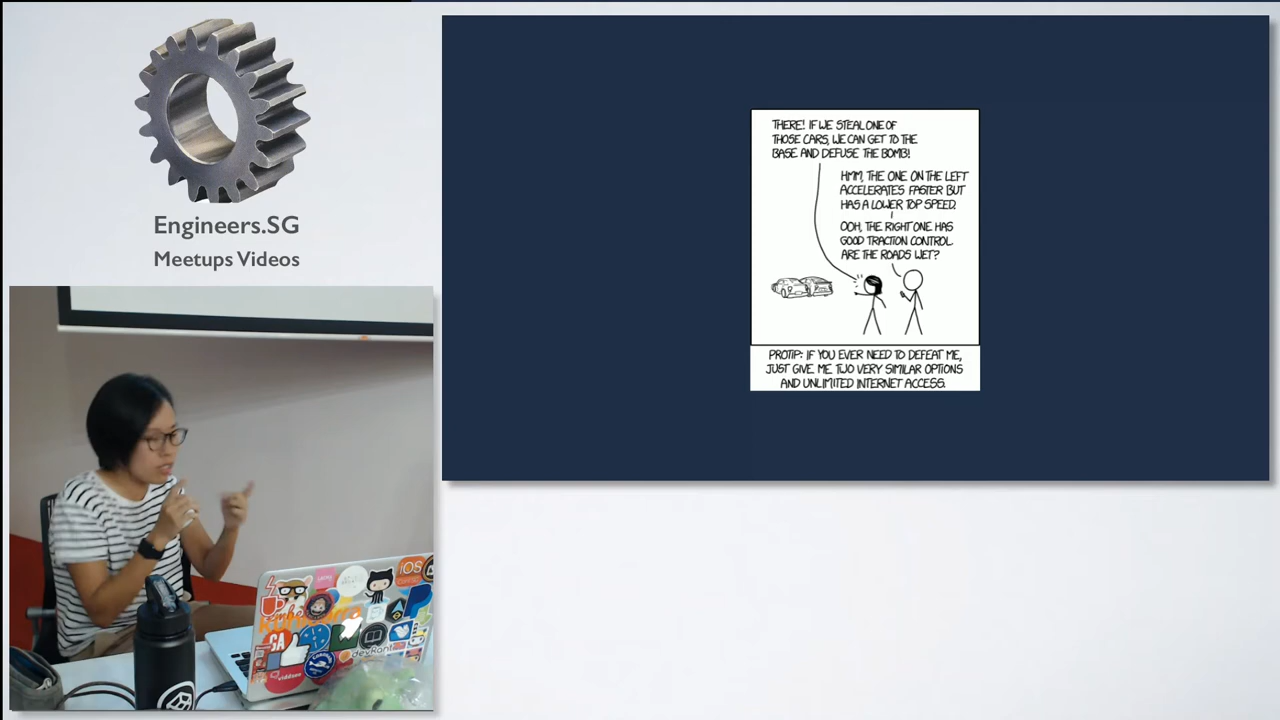 Engineers.SG
Meetups Videos
THERE! IF WE STEAL ONE OF
THOSE CARS, WE CAN GET TO THE
BASE AND DEFUSE THE BOMB!
HMM, THE ONE ON THE LEFT
ACCELERATES FASTER BUT
HAS A LOWER TOP SPEED.
OOH, THE RIGHT ONE HAS
GOOD TRACTION CONTROL.
ARE THE ROADS WET?
PROTIP: IF YOU EVER NEED TO DEFEAT ME,
JUST GIVE ME TWO VERY SIMILAR OPTIONS
AND UNLIMITED INTERNET ACCESS.
iOS
GA
devRant